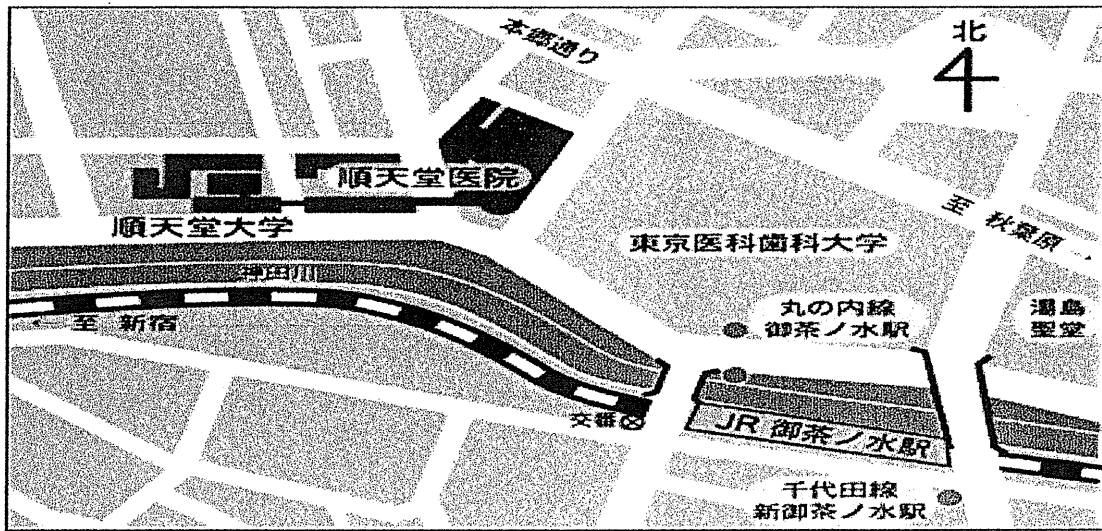 北
本郷通り
順天堂医院
順天堂大学
至 秋葉原
東京医科歯科大学
神田川
丸の内線
御茶ノ水駅
湯島
聖堂
← 至 新宿
交番
JR 御茶ノ水駅
千代田線
新御茶ノ水駅